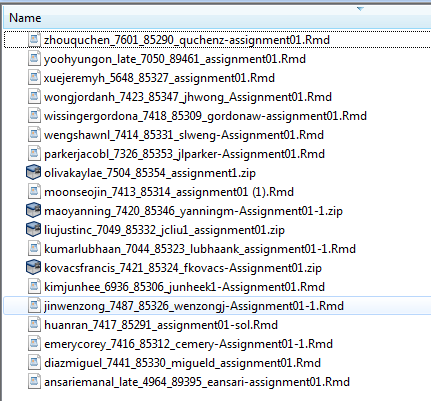 Name
zhouquchen_7601_85290_quchenz-assignment01.Rmd
yoohyungon_late_7050_89461_assignment01.Rmd
xuejeremyh_5648_85327_assignment01.Rmd
wongjordanh_7423_85347_jhwong_Assignment01.Rmd
wissingergordona_7418_85309_gordonaw-assignment01.Rmd
wengshawnl_7414_85331_slweng-Assignment01.Rmd
parkerjacobl_7326_85353_jlparker-Assignment01.Rmd
olivakaylae_7504_85354_assignment1.zip
moonseojin_7413_85314_assignment01 (1).Rmd
maoyanning_7420_85346_yanningm-Assignment01-1.zip
liujustinc_7049_85332_jcliu1_assignment01.zip
kumarlubhaan_7044_85323_lubhaank_assignment01-1.Rmd
kovacsfrancis_7421_85324_fkovacs-Assignment01.zip
kimjunhee_6936_85306_junheek1-Assignment01.Rmd
jinwenzong_7487_85326_wenzongj-Assignment01-1.Rmd
huanran_7417_85291_assignment01-sol.Rmd
emerycorey_7416_85312_cemery-Assignment01-1.Rmd
diazmiguel_7441_85330_migueld_assignment01.Rmd
ansariemanal_late_4964_89395_eansari-assignment01.Rmd